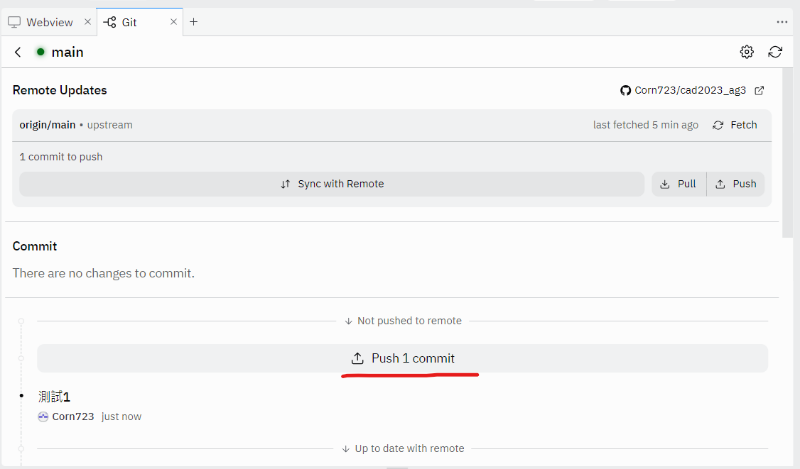 Webview
Git
main
Remote Updates
Corn723/cad2023_ag3
origin/main • upstream
last fetched 5 min ago
Fetch
1 commit to push
Sync with Remote
Pull
Push
Commit
There are no changes to commit.
Not pushed to remote
Push 1 commit
測試1
Corn723 just now
Up to date with remote